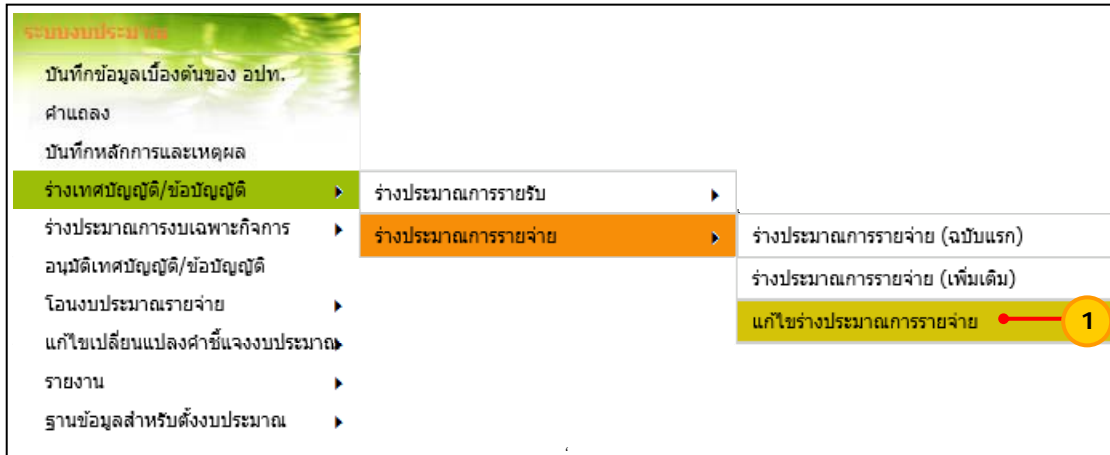 ระบบงบประมาณ
บันทึกข้อมูลเบื้องต้นของ อปท.
คำแถลง
บันทึกหลักการและเหตุผล
ร่างเทศบัญญัติ/ข้อบัญญัติ
ร่างประมาณการรายรับ
ร่างประมาณการงบเฉพาะกิจการ
ร่างประมาณการรายจ่าย
ร่างประมาณการรายจ่าย (ฉบับแรก)
อนุมัติเทศบัญญัติ/ข้อบัญญัติ
ร่างประมาณการรายจ่าย (เพิ่มเติม)
โอนงบประมาณรายจ่าย
แก้ไขร่างประมาณการรายจ่าย
1
แก้ไขเปลี่ยนแปลงคำชี้แจงงบประมาณ
รายงาน
ฐานข้อมูลสำหรับตั้งงบประมาณ